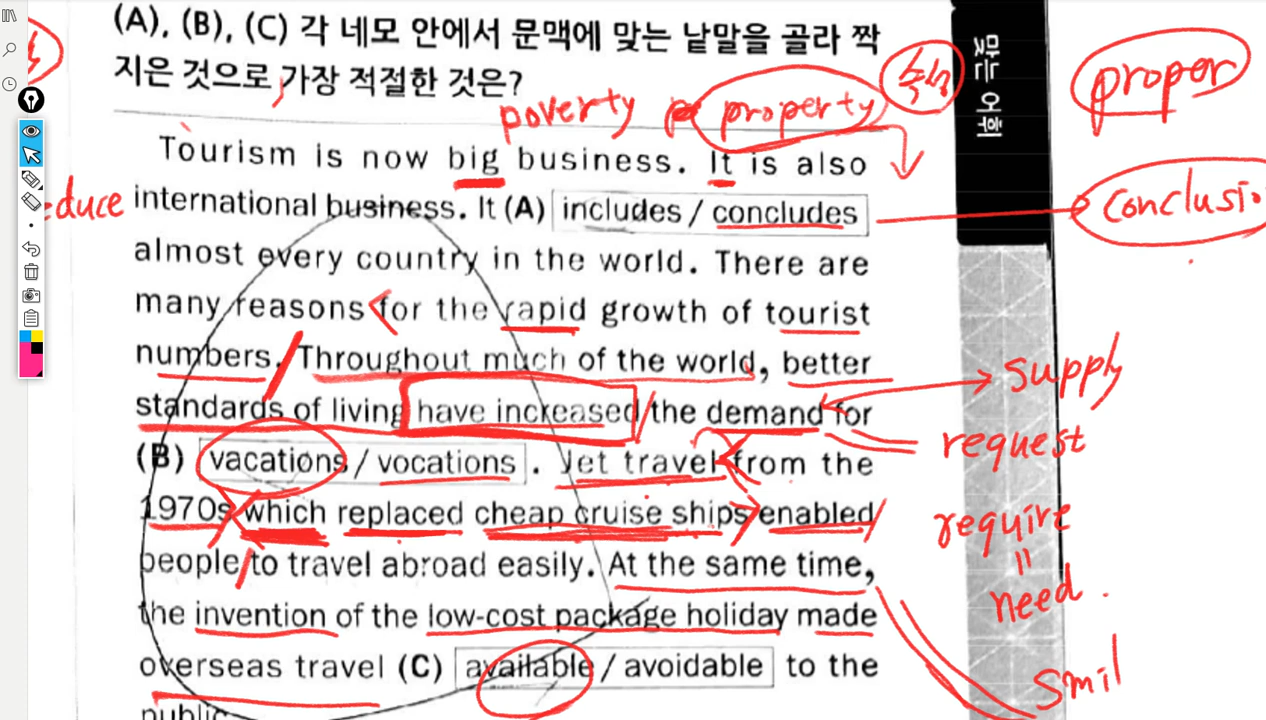 (A), (B), (C) 각 네모 안에서 문맥에 맞는 낱말을 골라 짝
지은 것으로 가장 적절한 것은?
속성
proper
poverty
property
맞는 어휘
Tourism is now big business. It is also
educe
international business. It (A) includes / concludes
conclusio
almost every country in the world. There are
many reasons for the rapid growth of tourist
numbers. Throughout much of the world, better
supply
standards of living have increased the demand for
request
(B) vacations / vocations . Jet travel from the
1970s which replaced cheap cruise ships enabled
require
people to travel abroad easily. At the same time,
need
the invention of the low-cost package holiday made
overseas travel (C) available / avoidable to the
smil
public